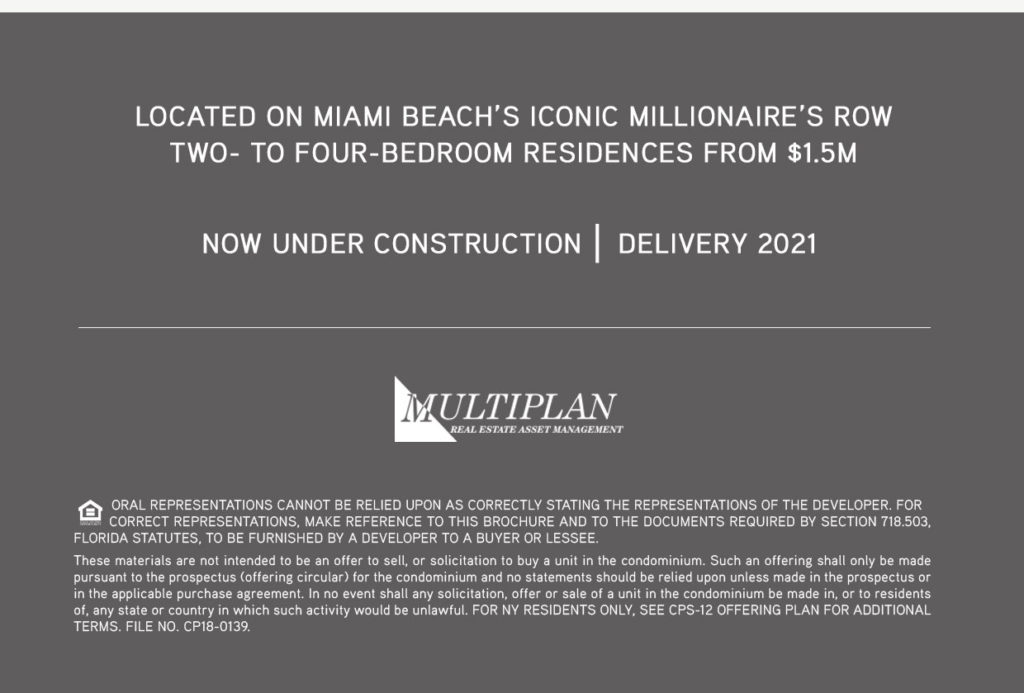 LOCATED ON MIAMI BEACH'S ICONIC MILLIONAIRE'S ROW
TWO- TO FOUR-BEDROOM RESIDENCES FROM $1.5M
NOW UNDER CONSTRUCTION | DELIVERY 2021
MULTIPLAN
REAL ESTATE ASSET MANAGEMENT
ORAL REPRESENTATIONS CANNOT BE RELIED UPON AS CORRECTLY STATING THE REPRESENTATIONS OF THE DEVELOPER. FOR
CORRECT REPRESENTATIONS, MAKE REFERENCE TO THIS BROCHURE AND TO THE DOCUMENTS REQUIRED BY SECTION 718.503,
FLORIDA STATUTES, TO BE FURNISHED BY A DEVELOPER TO A BUYER OR LESSEE.
These materials are not intended to be an offer to sell, or solicitation to buy a unit in the condominium. Such an offering shall only be made
pursuant to the prospectus (offering circular) for the condominium and no statements should be relied upon unless made in the prospectus or
in the applicable purchase agreement. In no event shall any solicitation, offer or sale of a unit in the condominium be made in, or to residents
of, any state or country in which such activity would be unlawful. FOR NY RESIDENTS ONLY, SEE CPS-12 OFFERING PLAN FOR ADDITIONAL
TERMS. FILE NO. CP18-0139.